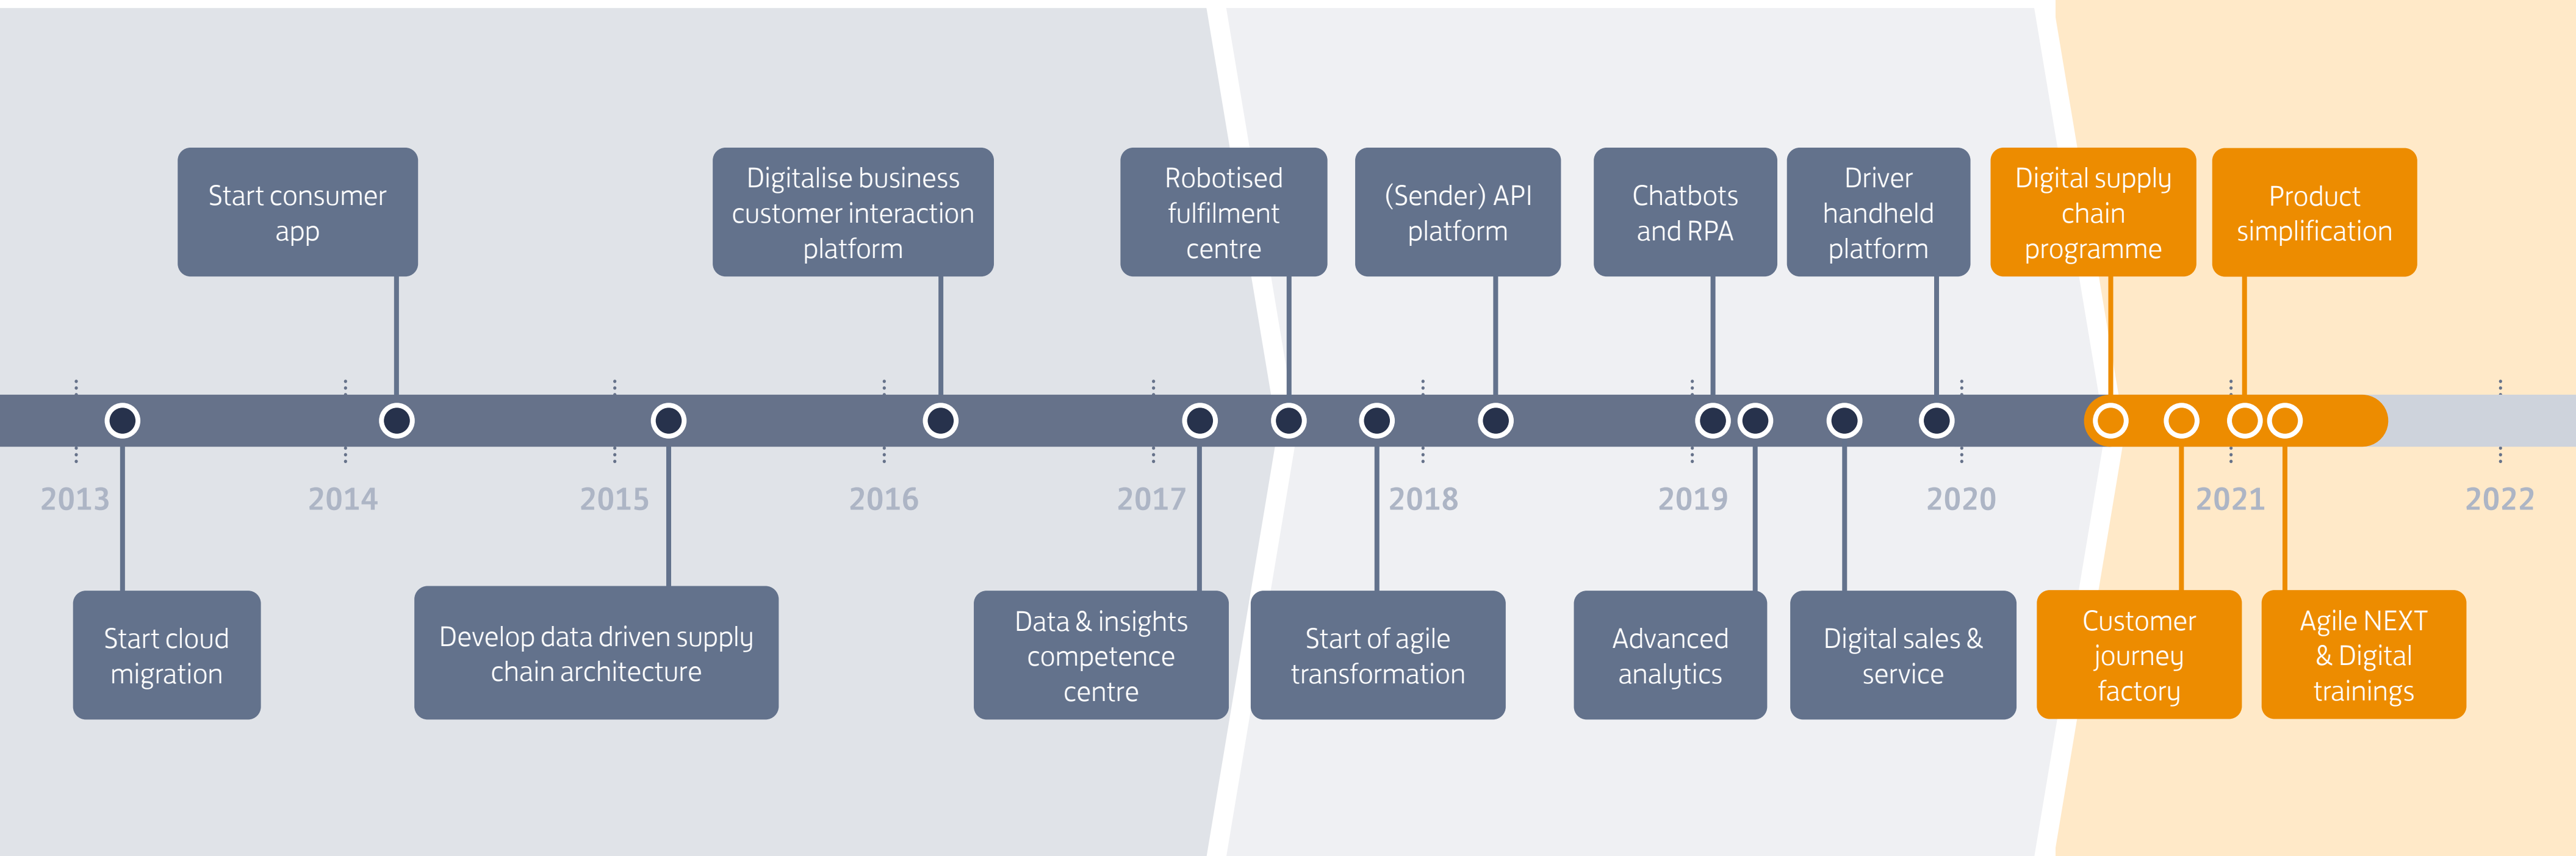 Start consumer
app
Digitalise business
customer interaction
platform
Robotised
fulfilment
centre
(Sender) API
platform
Chatbots
and RPA
Driver
handheld
platform
Digital supply
chain
programme
Product
simplification
2013
2014
2015
2016
2017
2018
2019
2020
2021
2022
Start cloud
migration
Develop data driven supply
chain architecture
Data & insights
competence
centre
Start of agile
transformation
Advanced
analytics
Digital sales &
service
Customer
journey
factory
Agile NEXT
& Digital
trainings